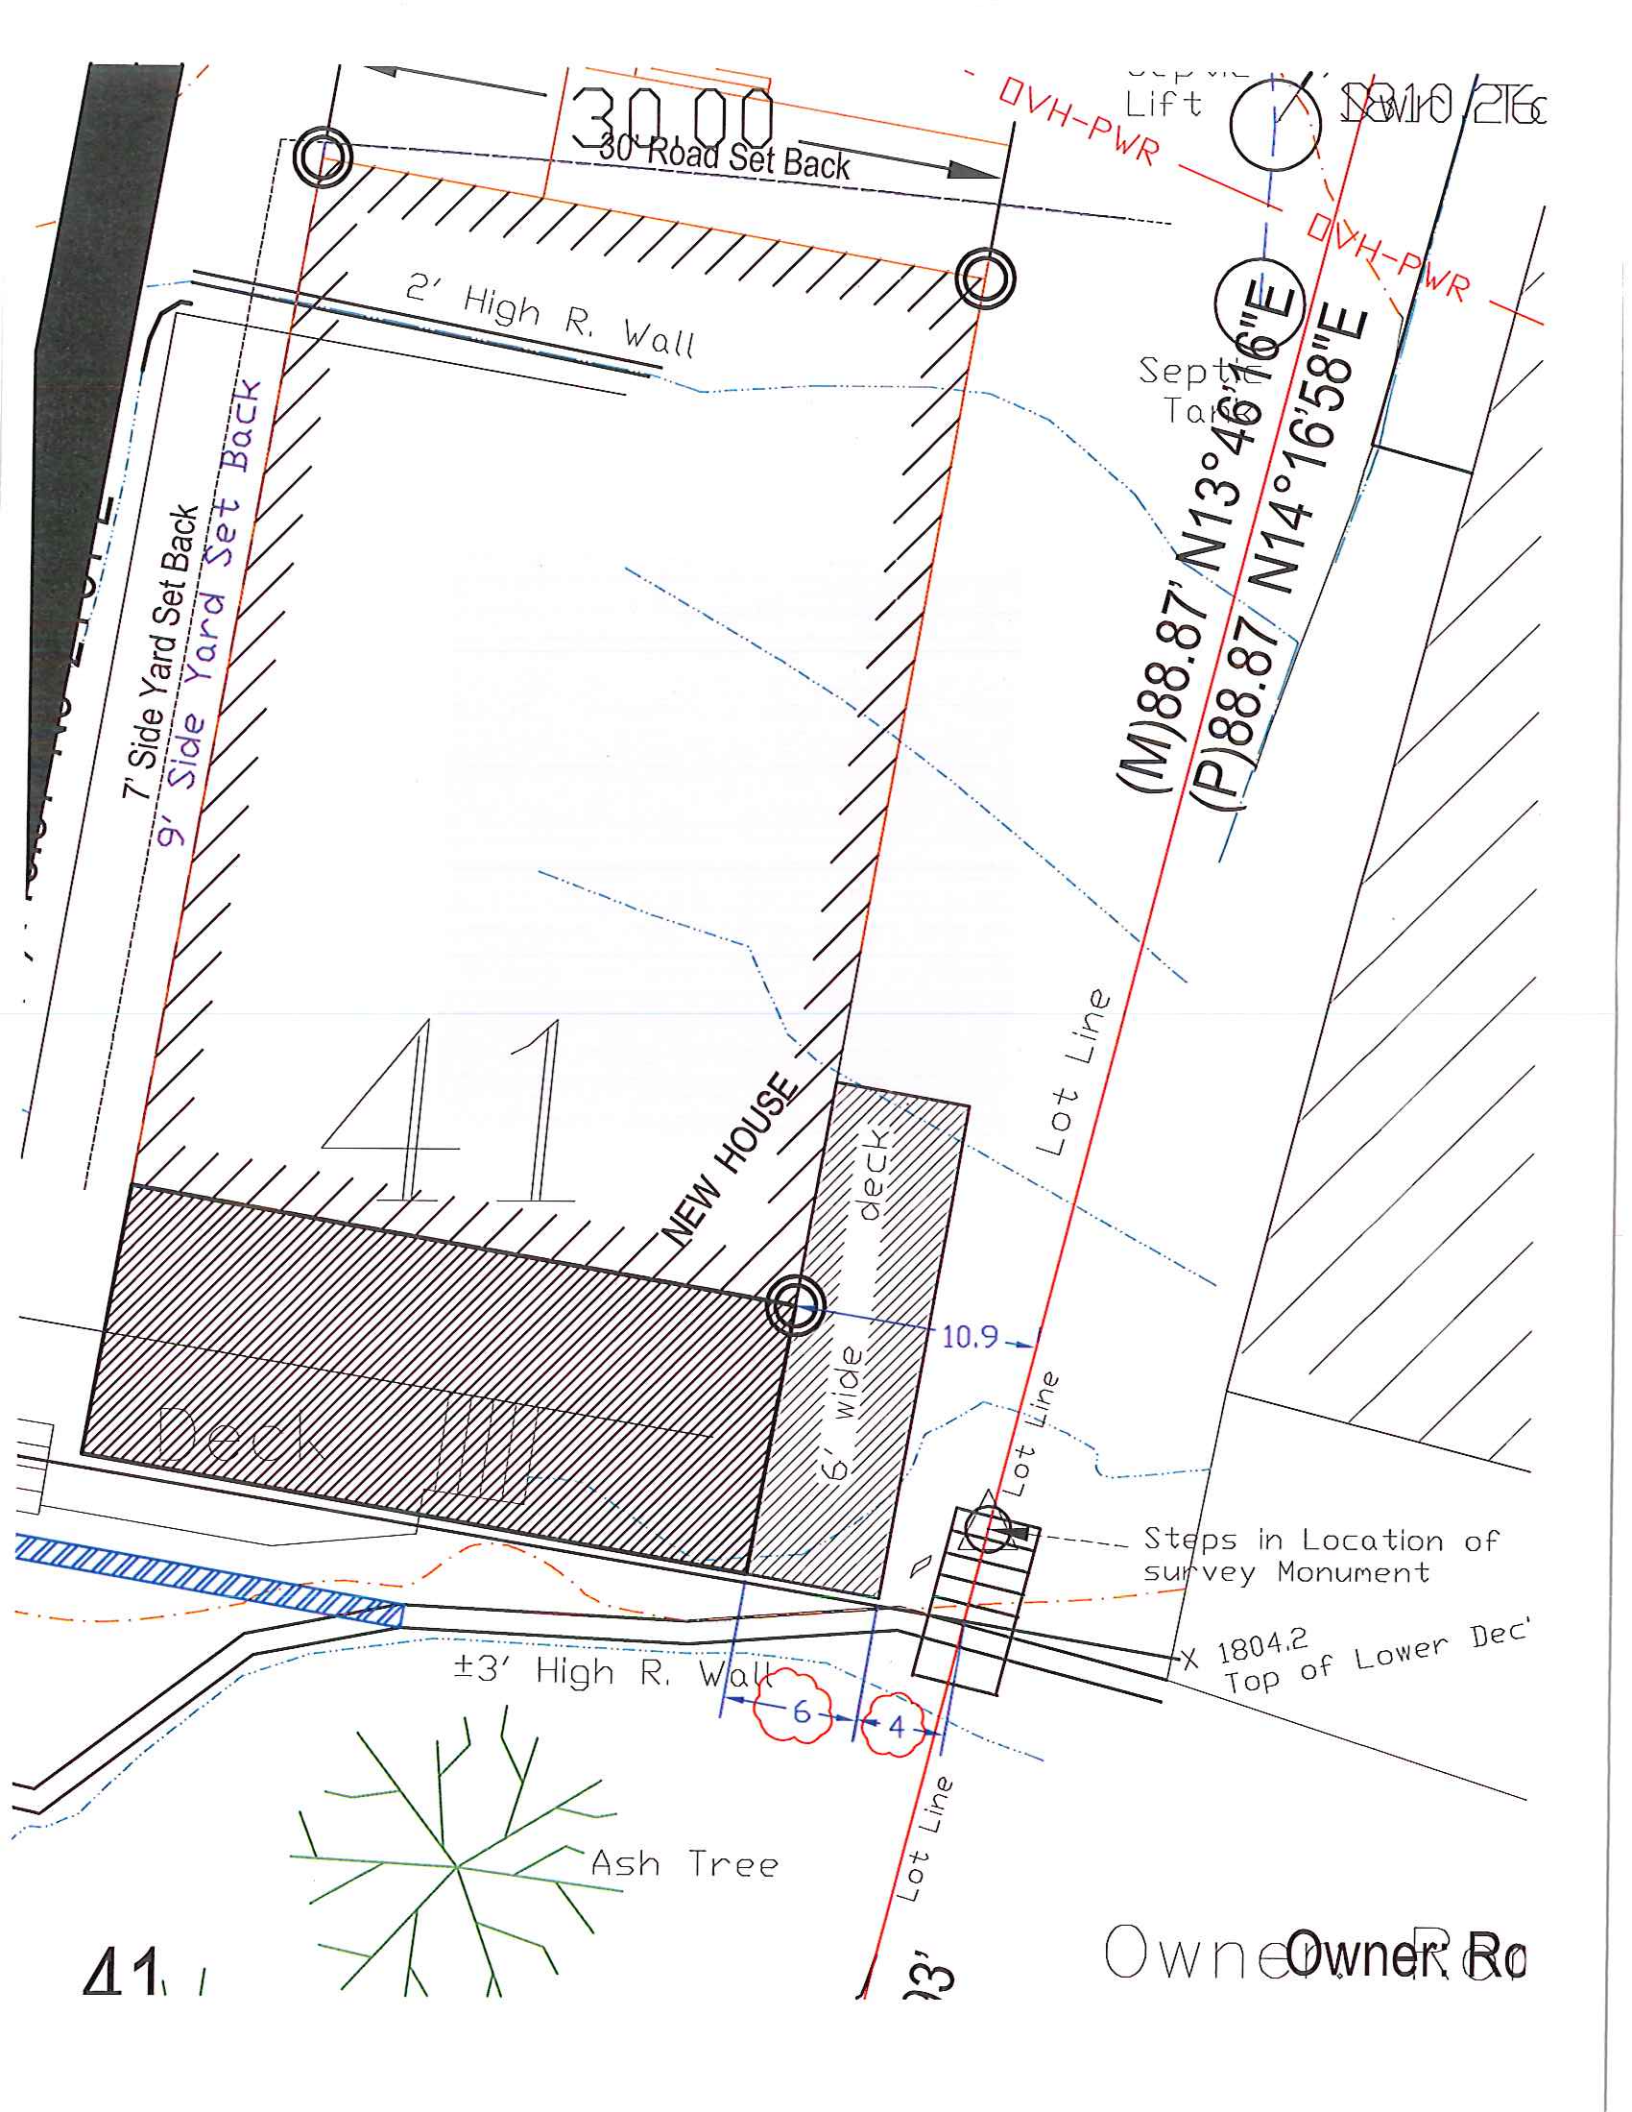 Lift
30.00
30' Road Set Back
OVH-PWR
OVH-PWR
2' High R. Wall
Septic
Tank
(M)88.87' N13°46'16"E
(P)88.87 N14°16'58"E
7' Side Yard Set Back
9' Side Yard Set Back
Lot Line
41
NEW HOUSE
6' wide deck
10.9
Deck
Lot Line
Steps in Location of
survey Monument
X 1804.2
Top of Lower Dec'
±3' High R. Wall
6
4
Lot Line
Ash Tree
Owner: Ro
41
93'